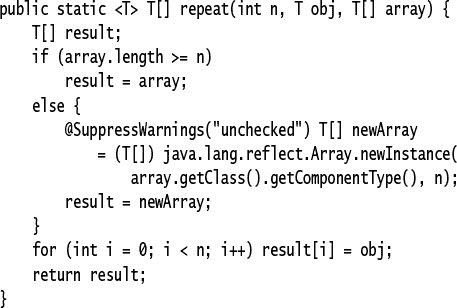 public static <T> T[] repeat(int n, T obj, T[] array) {
    T[] result;
    if (array.length >= n)
        result = array;
    else {
        @SuppressWarnings("unchecked") T[] newArray
            = (T[]) java.lang.reflect.Array.newInstance(
                array.getClass().getComponentType(), n);
        result = newArray;
    }
    for (int i = 0; i < n; i++) result[i] = obj;
    return result;
}